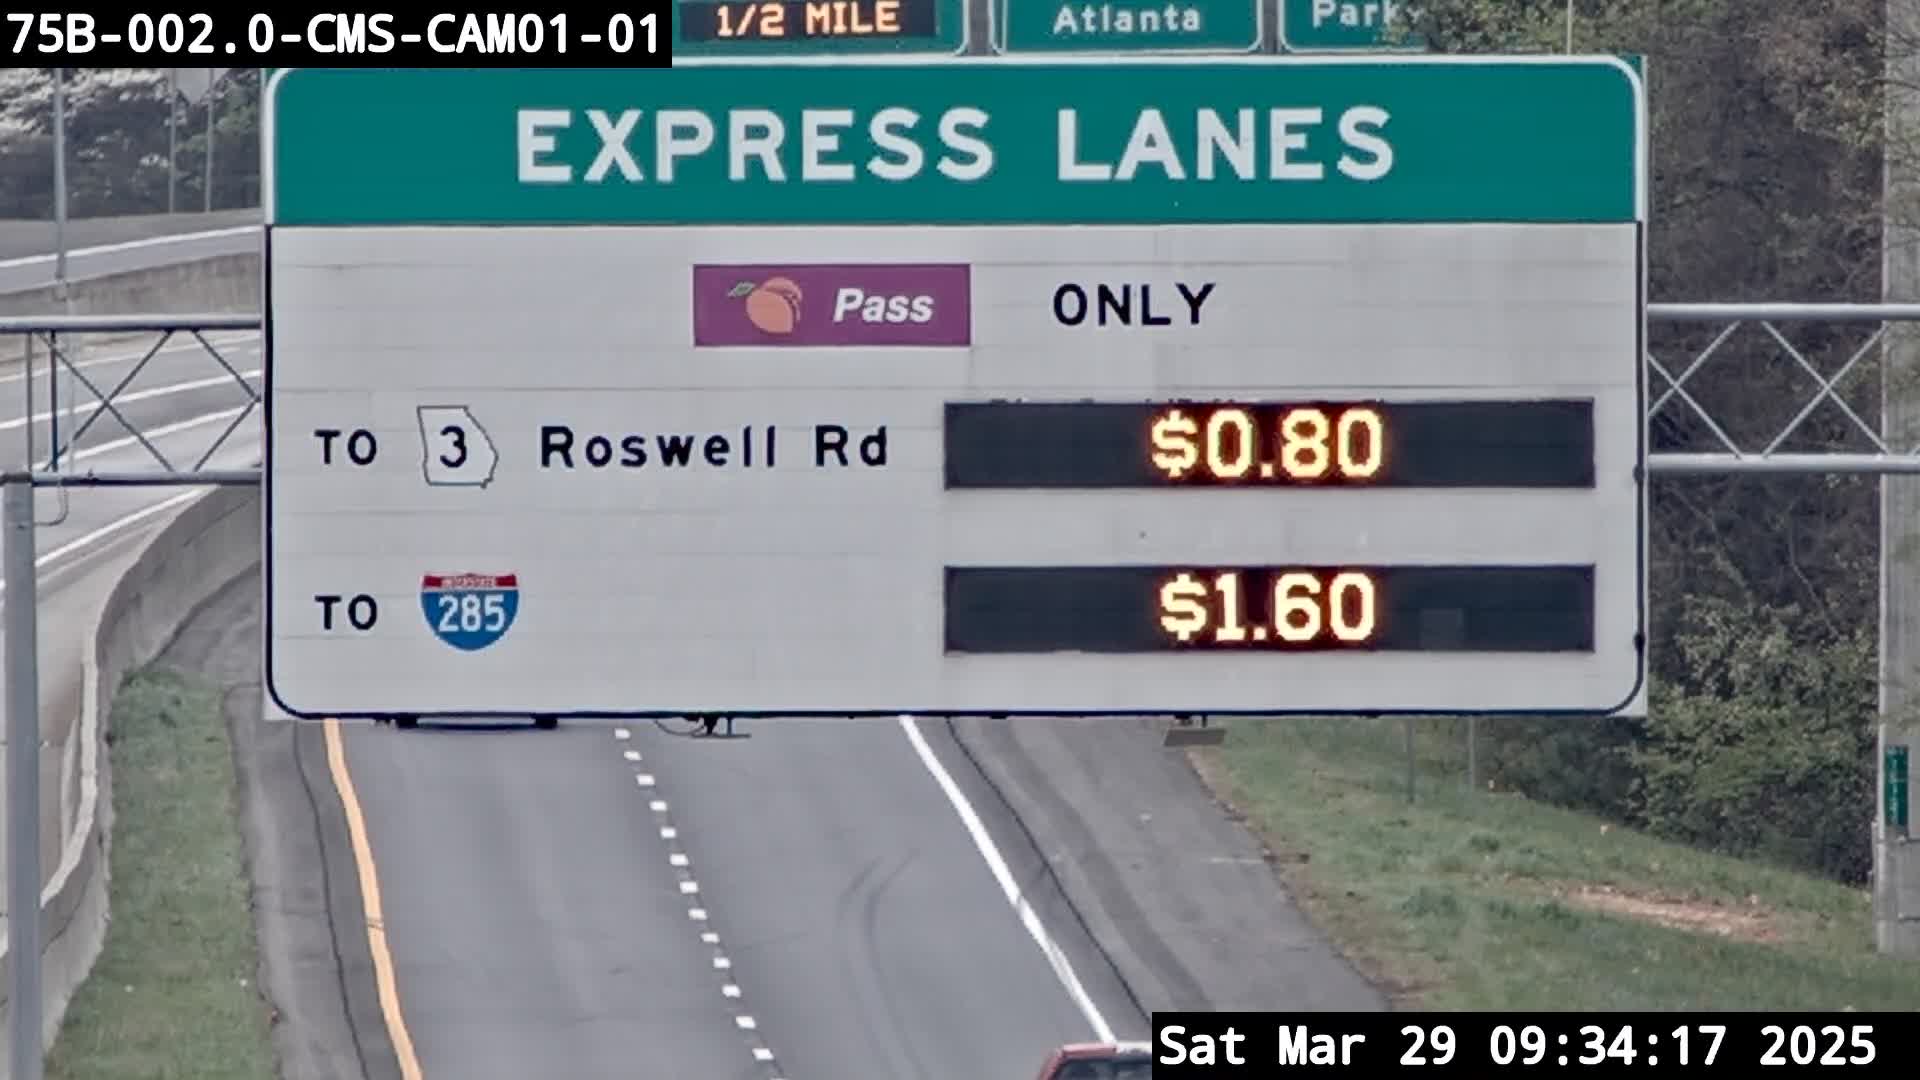 75B-002.0-CMS-CAM01-01
1/2 MILE
Atlanta
EXPRESS LANES
Pass ONLY
TO 3 Roswell Rd $0.80
TO INTERSTATE 285 $1.60
Sat Mar 29 09:34:17 2025